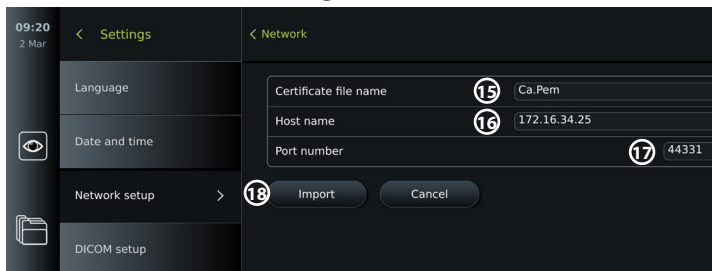 09:20
2 Mar
< Settings
< Network
Language
Date and time
Network setup >
DICOM setup
Certificate file name 15 Ca.Pem
Host name 16 172.16.34.25
Port number 17 44331
18 Import Cancel